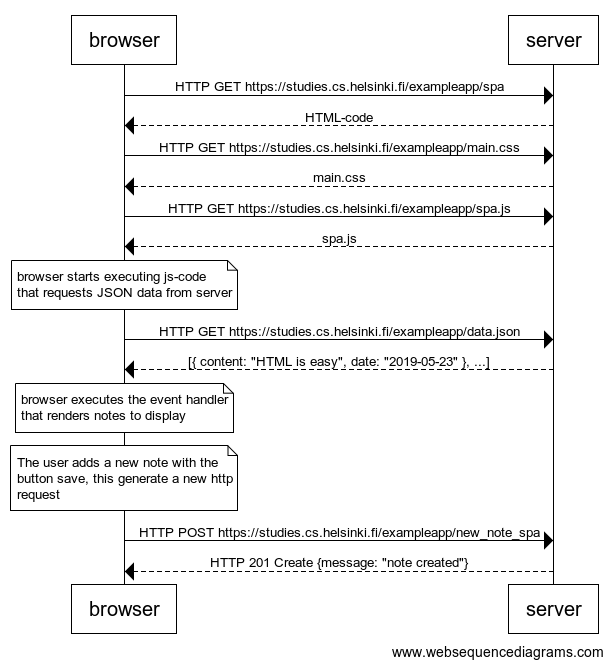 browser
server
HTTP GET https://studies.cs.helsinki.fi/exampleapp/spa
HTML-code
HTTP GET https://studies.cs.helsinki.fi/exampleapp/main.css
main.css
HTTP GET https://studies.cs.helsinki.fi/exampleapp/spa.js
spa.js
browser starts executing js-code
that requests JSON data from server
HTTP GET https://studies.cs.helsinki.fi/exampleapp/data.json
[{ content: "HTML is easy", date: "2019-05-23" }, ...]
browser executes the event handler
that renders notes to display
The user adds a new note with the
button save, this generate a new http
request
HTTP POST https://studies.cs.helsinki.fi/exampleapp/new_note_spa
HTTP 201 Create {message: "note created"}
browser
server
www.websequencediagrams.com